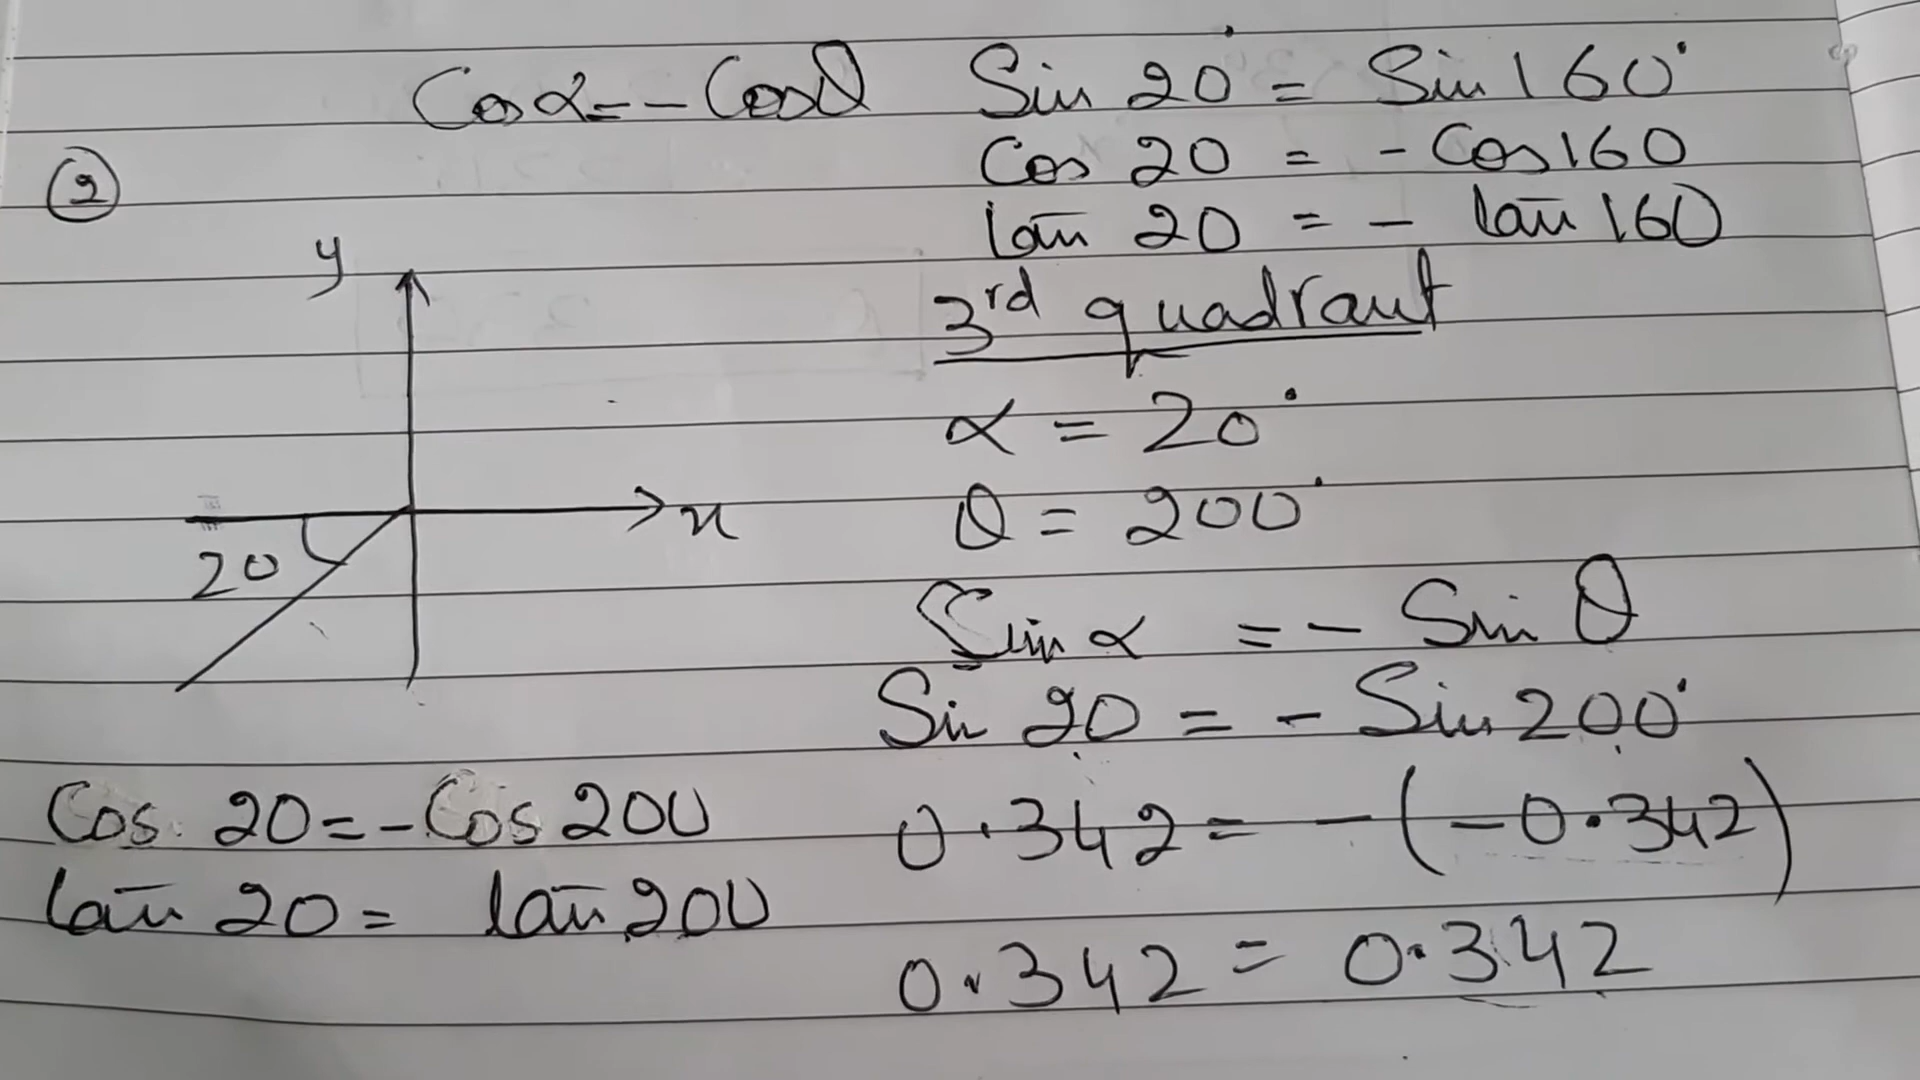 Cosα = - Cosθ
Sin 20° = Sin 160°
Cos 20 = - Cos 160
tan 20 = - tan 160
②
y
x
20
3rd quadrant
α = 20°
θ = 200°
Sin α = - Sin θ
Sin 20 = - Sin 200°
0.342 = - (-0.342)
0.342 = 0.342
Cos 20 = - Cos 200
tan 20 = tan 200